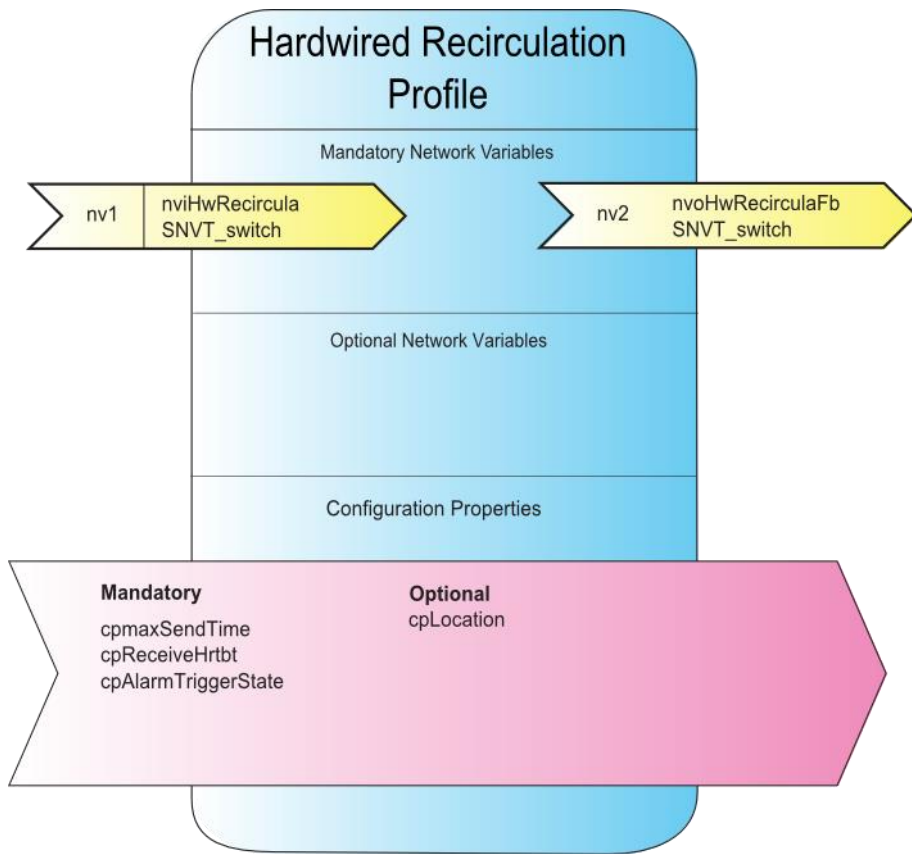 Hardwired Recirculation
Profile
Mandatory Network Variables
nv1
nviHwRecircula
SNVT_switch
nv2
nvoHwRecirculaFb
SNVT_switch
Optional Network Variables
Configuration Properties
Mandatory
cpmaxSendTime
cpReceiveHrtbt
cpAlarmTriggerState
Optional
cpLocation